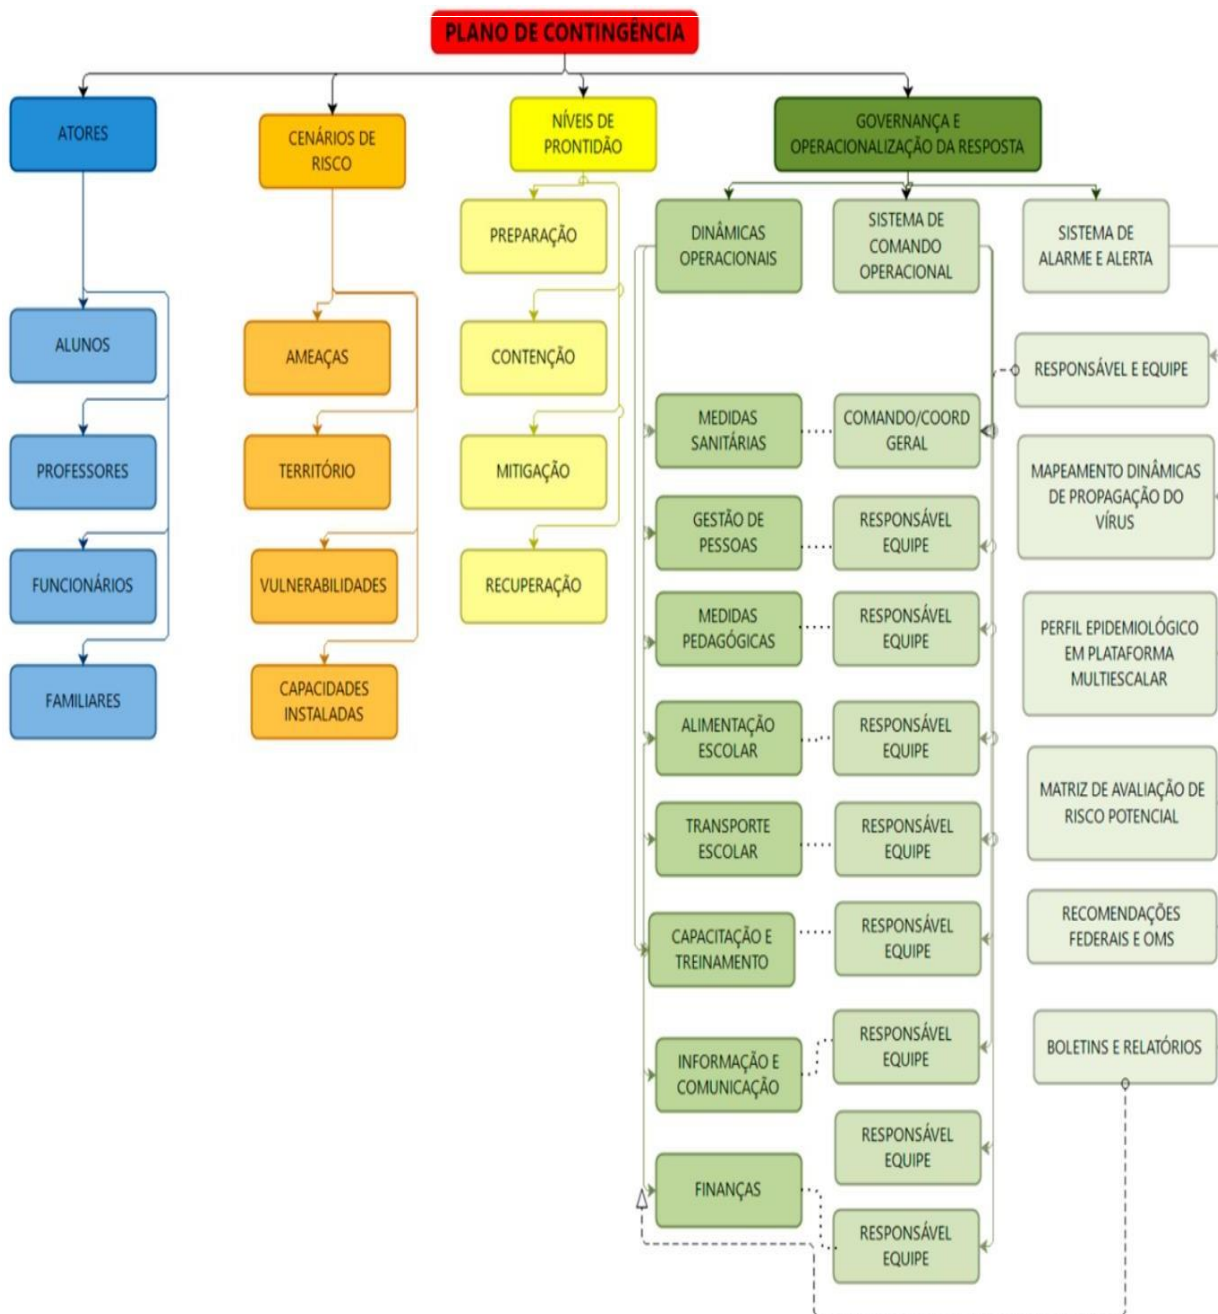 PLANO DE CONTINGÊNCIA
ATORES
CENÁRIOS DE
RISCO
NÍVEIS DE
PRONTIDÃO
GOVERNANÇA E
OPERACIONALIZAÇÃO DA RESPOSTA
ALUNOS
PROFESSORES
FUNCIONÁRIOS
FAMILIARES
AMEAÇAS
TERRITÓRIO
VULNERABILIDADES
CAPACIDADES
INSTALADAS
PREPARAÇÃO
CONTENÇÃO
MITIGAÇÃO
RECUPERAÇÃO
DINÂMICAS
OPERACIONAIS
MEDIDAS
SANITÁRIAS
GESTÃO DE
PESSOAS
MEDIDAS
PEDAGÓGICAS
ALIMENTAÇÃO
ESCOLAR
TRANSPORTE
ESCOLAR
CAPACITAÇÃO E
TREINAMENTO
INFORMAÇÃO E
COMUNICAÇÃO
FINANÇAS
SISTEMA DE
COMANDO
OPERACIONAL
COMANDO/COORD
GERAL
RESPONSÁVEL
EQUIPE
RESPONSÁVEL
EQUIPE
RESPONSÁVEL
EQUIPE
RESPONSÁVEL
EQUIPE
RESPONSÁVEL
EQUIPE
RESPONSÁVEL
EQUIPE
RESPONSÁVEL
EQUIPE
RESPONSÁVEL
EQUIPE
SISTEMA DE
ALARME E ALERTA
RESPONSÁVEL E EQUIPE
MAPEAMENTO DINÂMICAS
DE PROPAGAÇÃO DO
VÍRUS
PERFIL EPIDEMIOLÓGICO
EM PLATAFORMA
MULTIESCALAR
MATRIZ DE AVALIAÇÃO DE
RISCO POTENCIAL
RECOMENDAÇÕES
FEDERAIS E OMS
BOLETINS E RELATÓRIOS